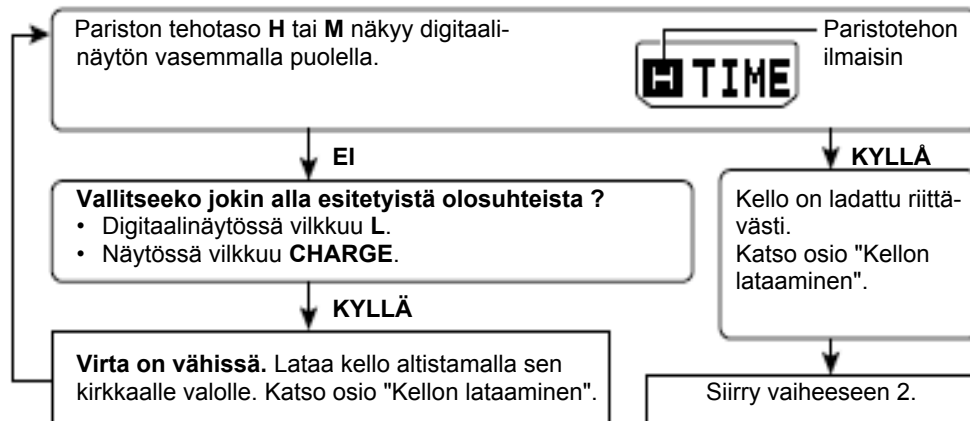 Pariston tehotaso H tai M näkyy digitaali-
näytön vasemmalla puolella.
Paristotehon
ilmaisin
H TIME
EI
KYLLÅ
Vallitseeko jokin alla esitetyistä olosuhteista ?
• Digitaalinäytössä vilkkuu L.
• Näytössä vilkkuu CHARGE.
Kello on ladattu riittä-
västi.
Katso osio "Kellon
lataaminen".
KYLLÄ
Virta on vähissä. Lataa kello altistamalla sen
kirkkaalle valolle. Katso osio "Kellon lataaminen".
Siirry vaiheeseen 2.